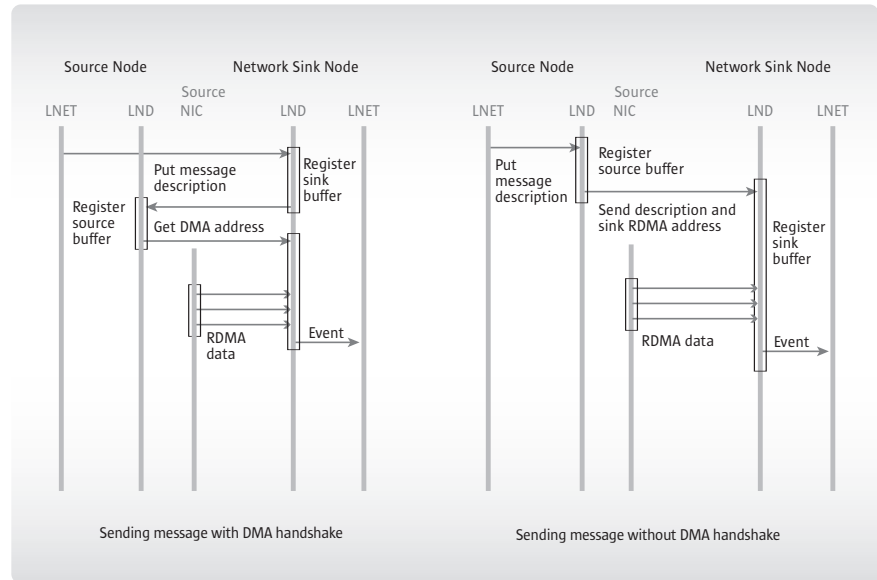 Source Node
Network Sink Node
Source
LNET
LND
NIC
LND
LNET
Put message
description
Register
sink
buffer
Register
source
buffer
Get DMA address
RDMA
data
Event
Sending message with DMA handshake
Source Node
Network Sink Node
Source
LNET
LND
NIC
LND
LNET
Put
message
description
Register
source buffer
Send description and
sink RDMA address
Register
sink
buffer
RDMA data
Event
Sending message without DMA handshake